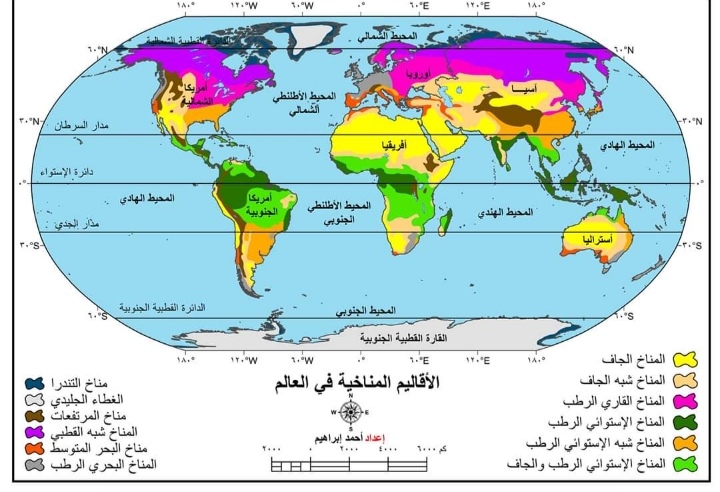 ١٨٠° ١٢٠°W ٦٠°W ٠° ٦٠°E ١٢٠°E ١٨٠°
المحيط الشمالي
الدائرة القطبية الشمالية
٦٠°N ٦٠°N
أوروبا
آسيا
أمريكا
الشمالية
المحيط الأطلنطي
الشمالي
٣٠°N ٣٠°N
مدار السرطان
أفريقيا
المحيط الهادي
دائرة الإستواء
٠° ٠°
المحيط الهادي
أمريكا
الجنوبية
المحيط الأطلنطي
الجنوبي
المحيط الهندي
مدار الجدي
أستراليا
٣٠°S ٣٠°S
الدائرة القطبية الجنوبية
المحيط الجنوبي
٦٠°S ٦٠°S
القارة القطبية الجنوبية
١٨٠° ١٢٠°W ٦٠°W ٠° ٦٠°E ١٢٠°E ١٨٠°
الأقاليم المناخية في العالم
N
W E
S
إعداد أحمد إبراهيم
٢٠٠٠ ٠ ٢٠٠٠ ٤٠٠٠ ٦٠٠٠ كم
المناخ الجاف
المناخ شبه الجاف
المناخ القاري الرطب
المناخ الإستوائي الرطب
المناخ شبه الإستوائي الرطب
المناخ الإستوائي الرطب والجاف
مناخ التندرا
الغطاء الجليدي
مناخ المرتفعات
المناخ شبه القطبي
مناخ البحر المتوسط
المناخ البحري الرطب